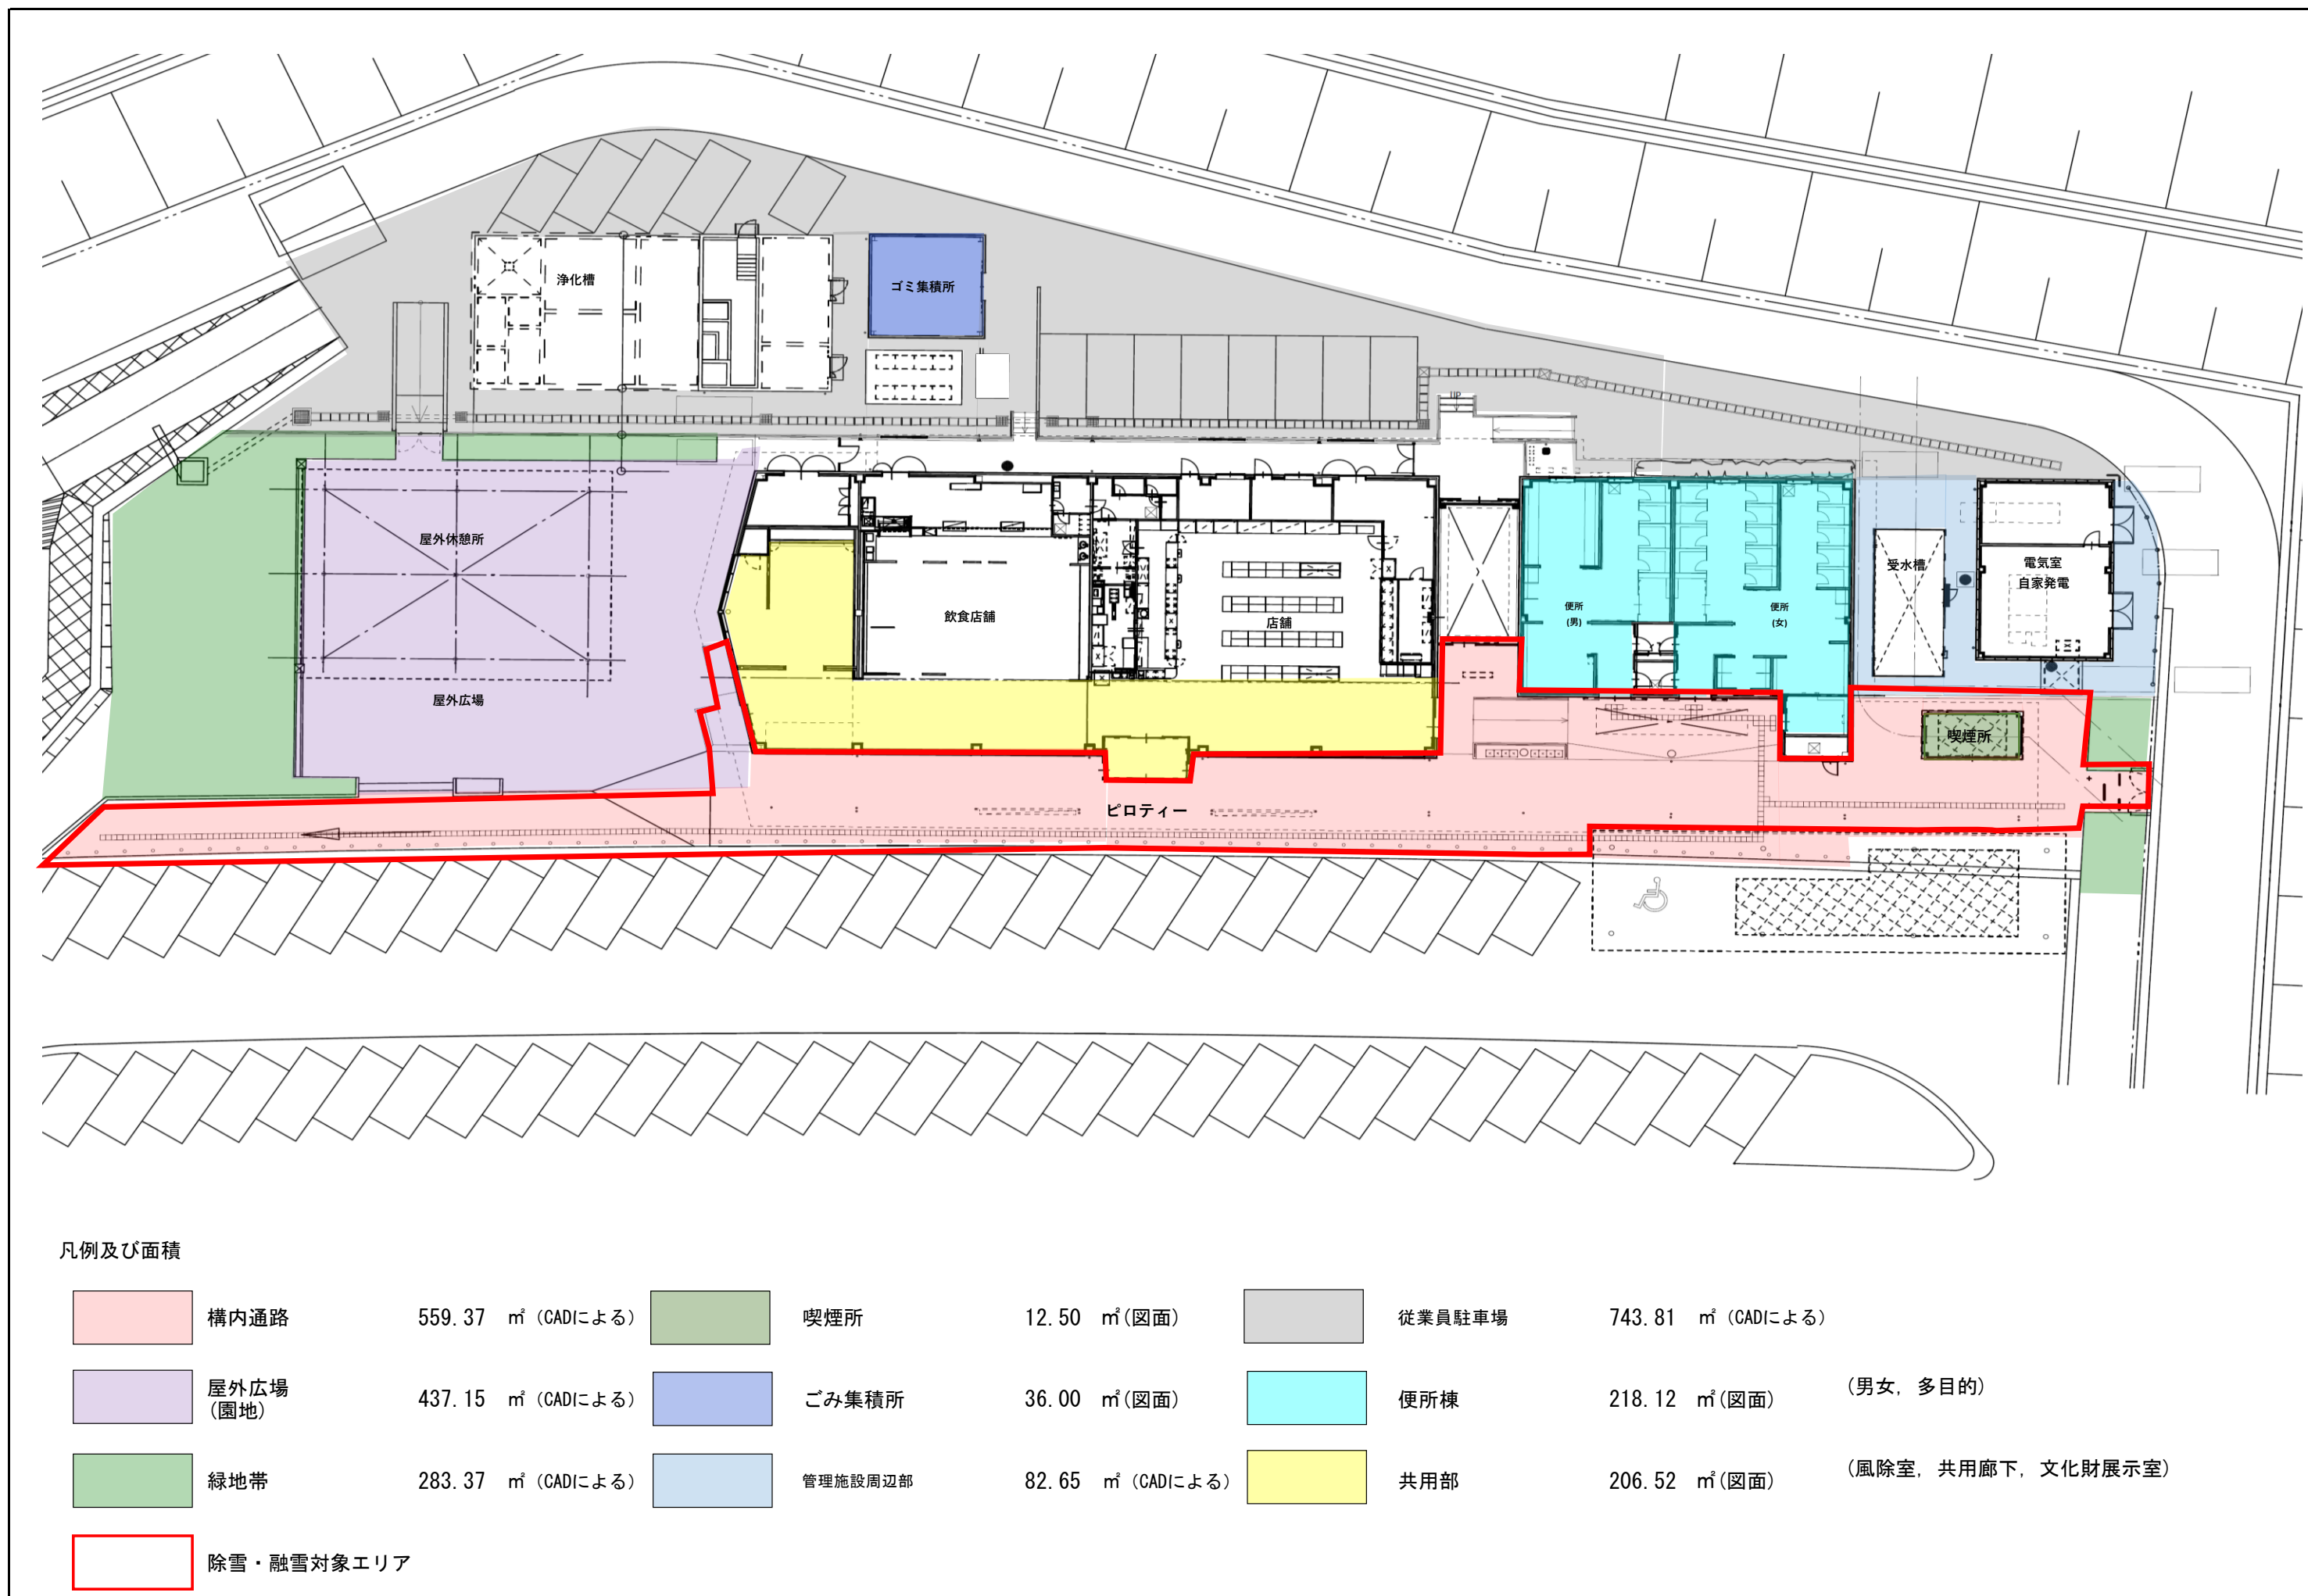 浄化槽
ゴミ集積所
UP
屋外休憩所
飲食店舗
店舗
便所
(男)
便所
(女)
受水槽
電気室
自家発電
屋外広場
喫煙所
ピロティー
凡例及び面積
構内通路 559.37 ㎡ (CADによる) 喫煙所 12.50 ㎡(図面) 従業員駐車場 743.81 ㎡ (CADによる)
屋外広場
(園地) 437.15 ㎡ (CADによる) ごみ集積所 36.00 ㎡(図面) 便所棟 218.12 ㎡(図面) (男女, 多目的)
緑地帯 283.37 ㎡ (CADによる) 管理施設周辺部 82.65 ㎡ (CADによる) 共用部 206.52 ㎡(図面) (風除室, 共用廊下, 文化財展示室)
除雪・融雪対象エリア